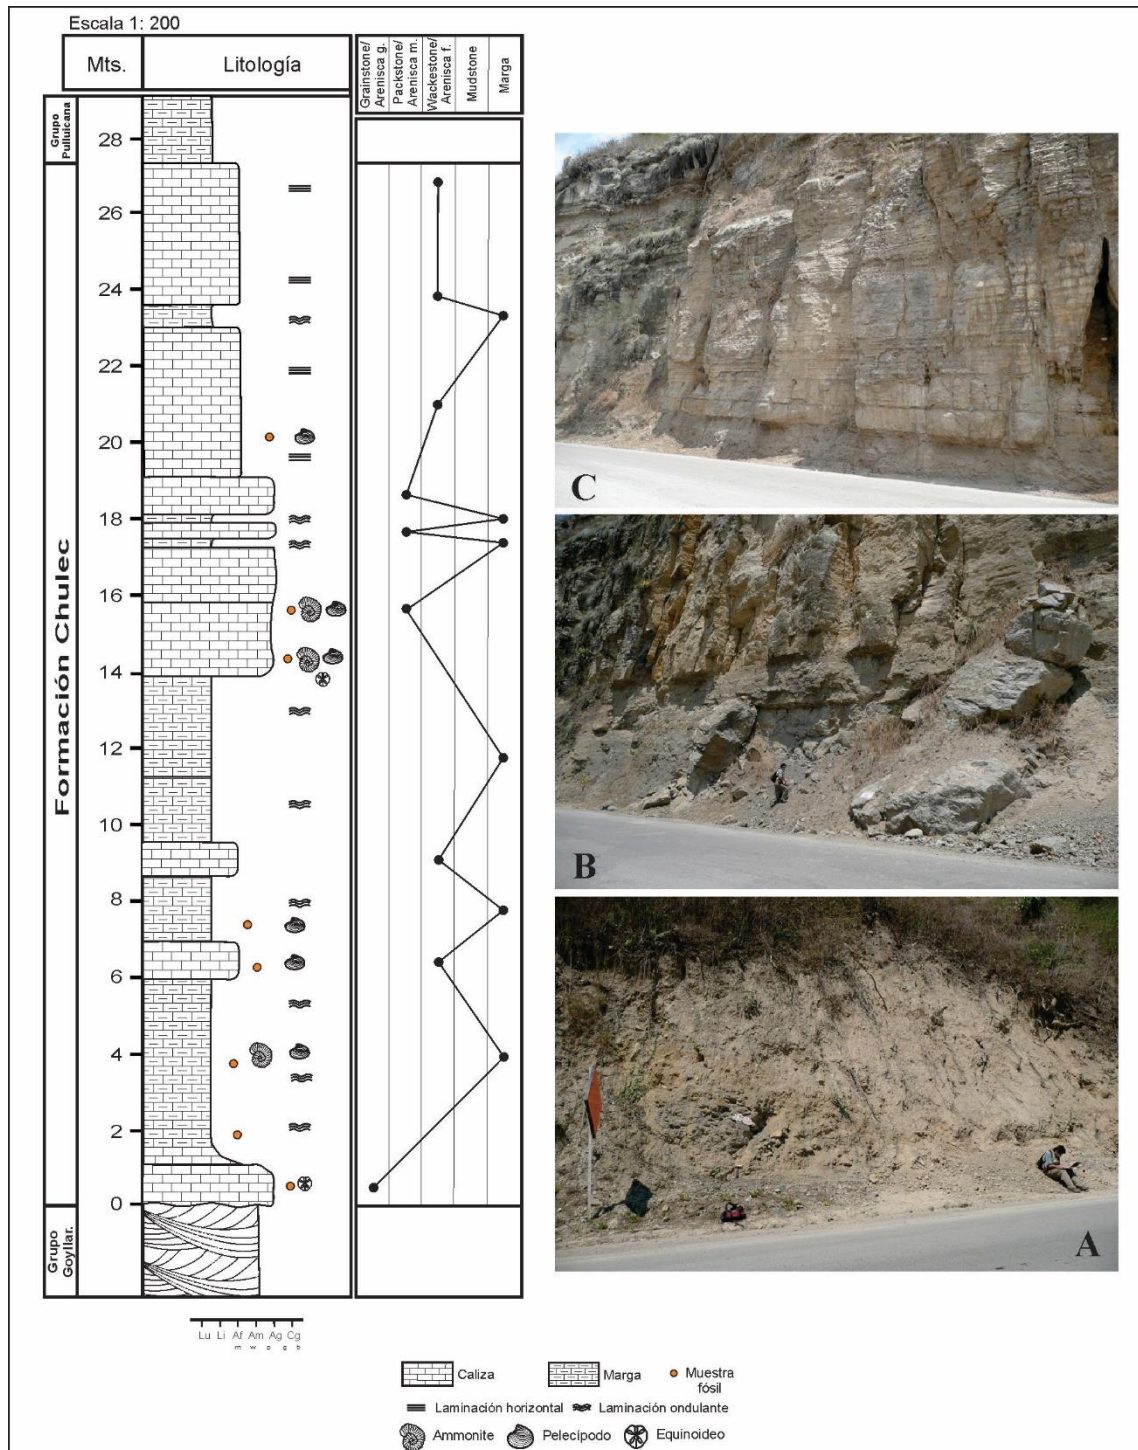 Escala 1: 200
Mts.
Litología
Grainstone/
Arenisca g.
Packstone/
Arenisca m.
Wackestone/
Arenisca f.
Mudstone
Marga
Grupo
Pulluicana
28
26
24
22
20
18
16
14
12
10
8
6
4
2
0
Formación Chulec
Grupo
Goyllar.
C
B
A
Lu Li Af Am Ag Cg
m w p g b
Caliza
Marga
Muestra
fósil
Laminación horizontal
Laminación ondulante
Ammonite
Pelecípodo
Equinoideo